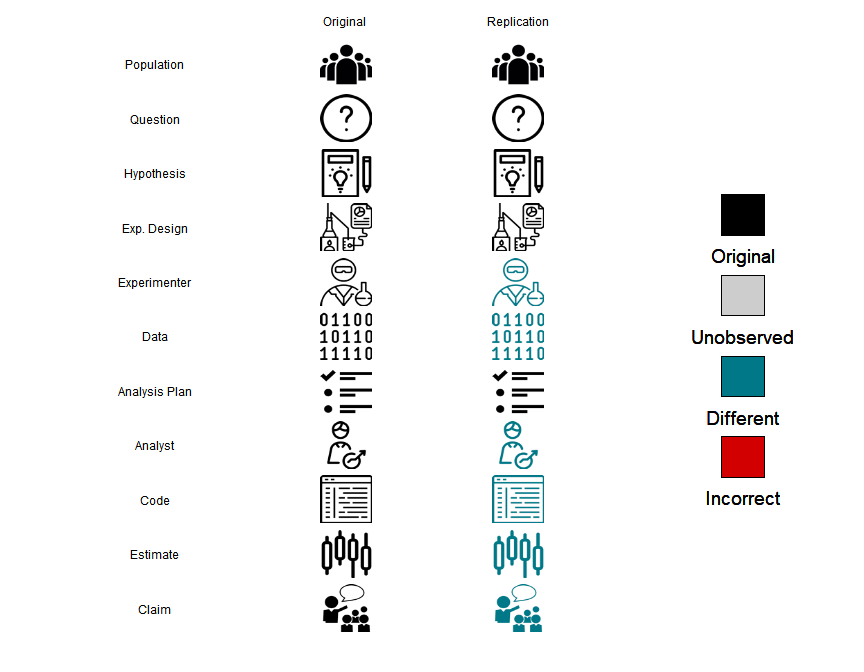 Original Replication
Population
Question
?
?
Hypothesis
Exp. Design
Experimenter
Data
01100
10110
11110
01100
10110
11110
Analysis Plan
Analyst
Code
Estimate
Claim
Original
Unobserved
Different
Incorrect